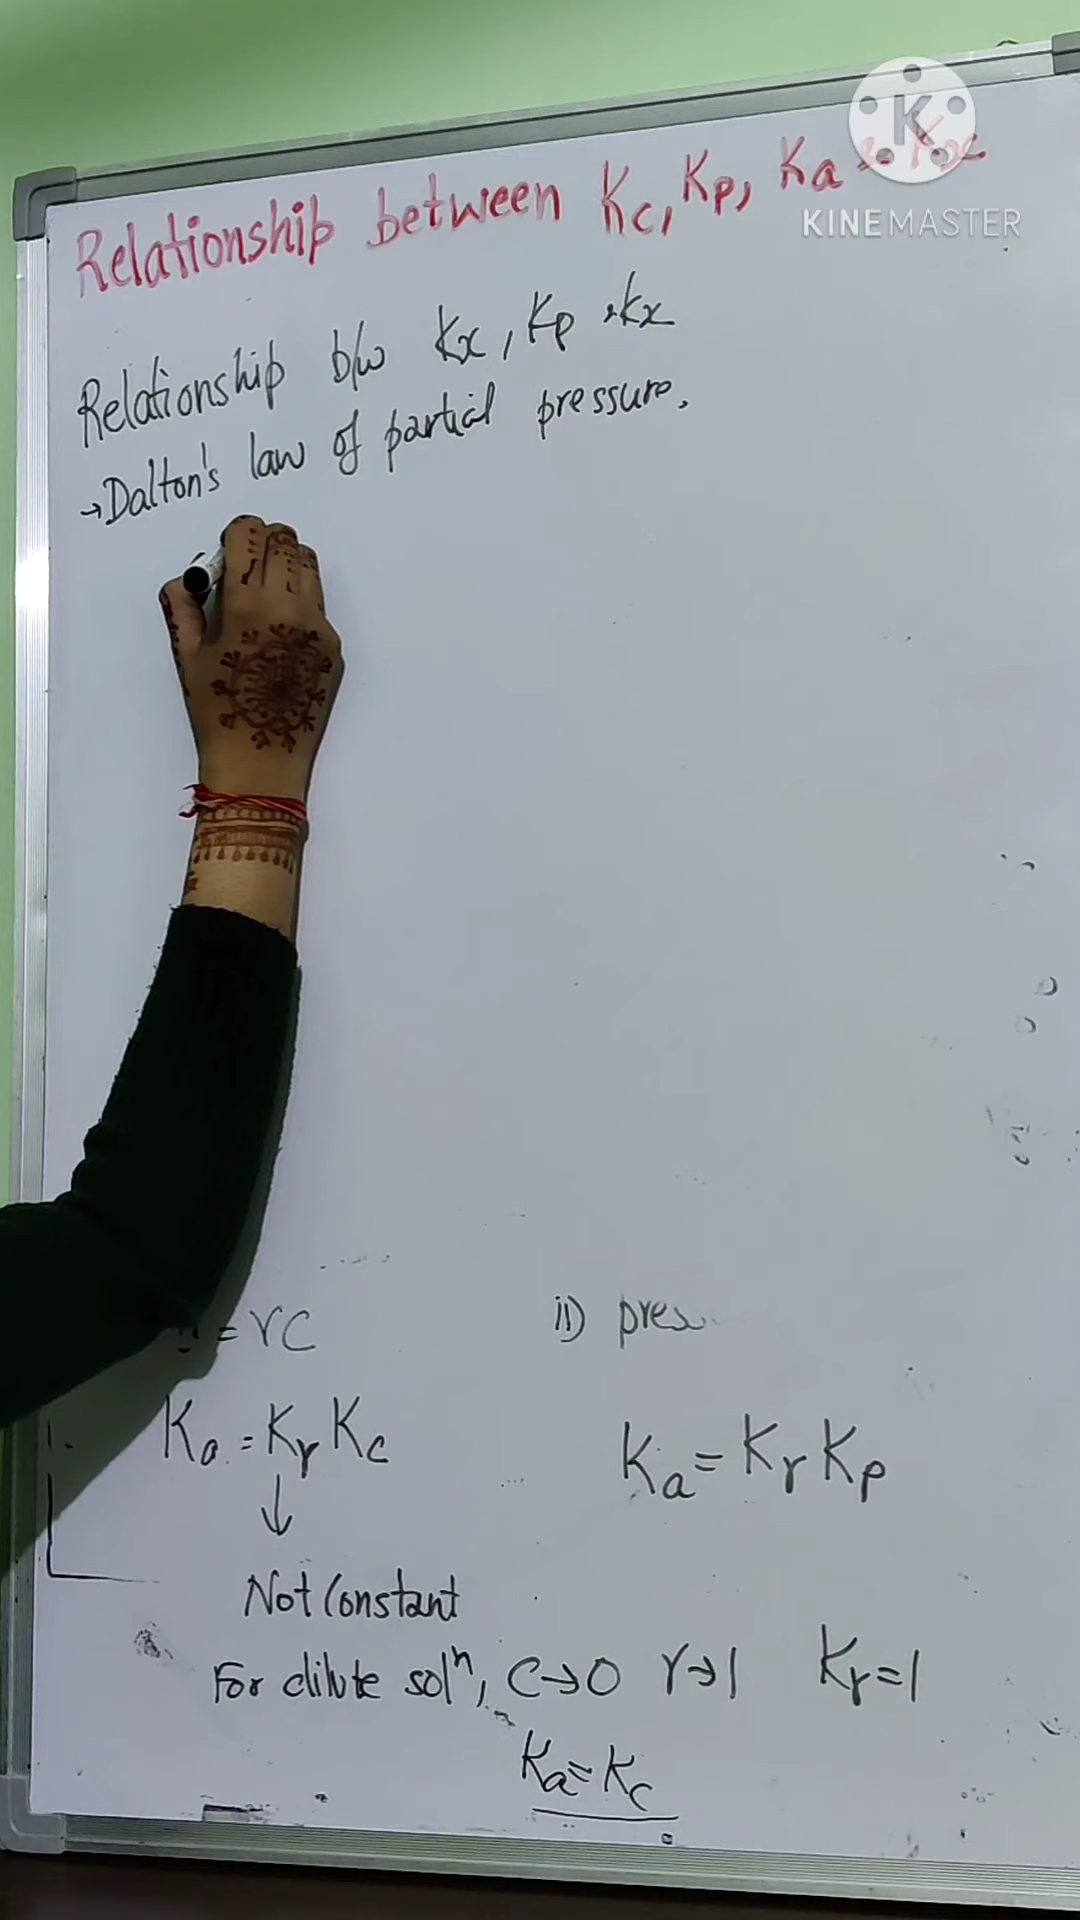 Relationship between Kc, Kp, Ka
KINEMASTER
Relationship b/w Kx, Kp, Kx
→ Dalton's law of partial pressure.
= γC
ii) press
Ka = Kγ Kc
Ka = Kγ Kp
↓
Not Constant
For dilute solⁿ, C→0 γ→1 Kγ=1
Ka = Kc